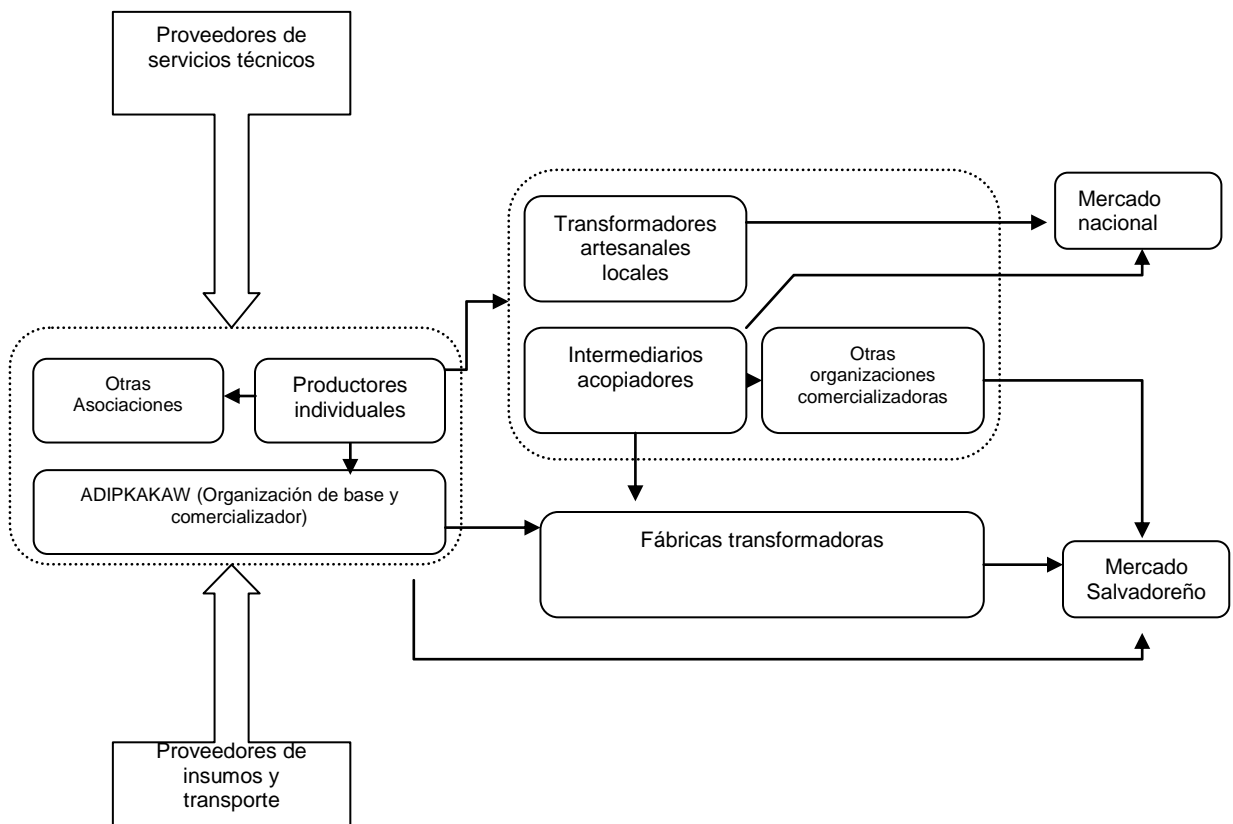 Proveedores de
servicios técnicos
Transformadores
artesanales
locales
Mercado
nacional
Otras
Asociaciones
Productores
individuales
Intermediarios
acopiadores
Otras
organizaciones
comercializadoras
ADIPKAKAW (Organización de base y
comercializador)
Fábricas transformadoras
Mercado
Salvadoreño
Proveedores de
insumos y
transporte